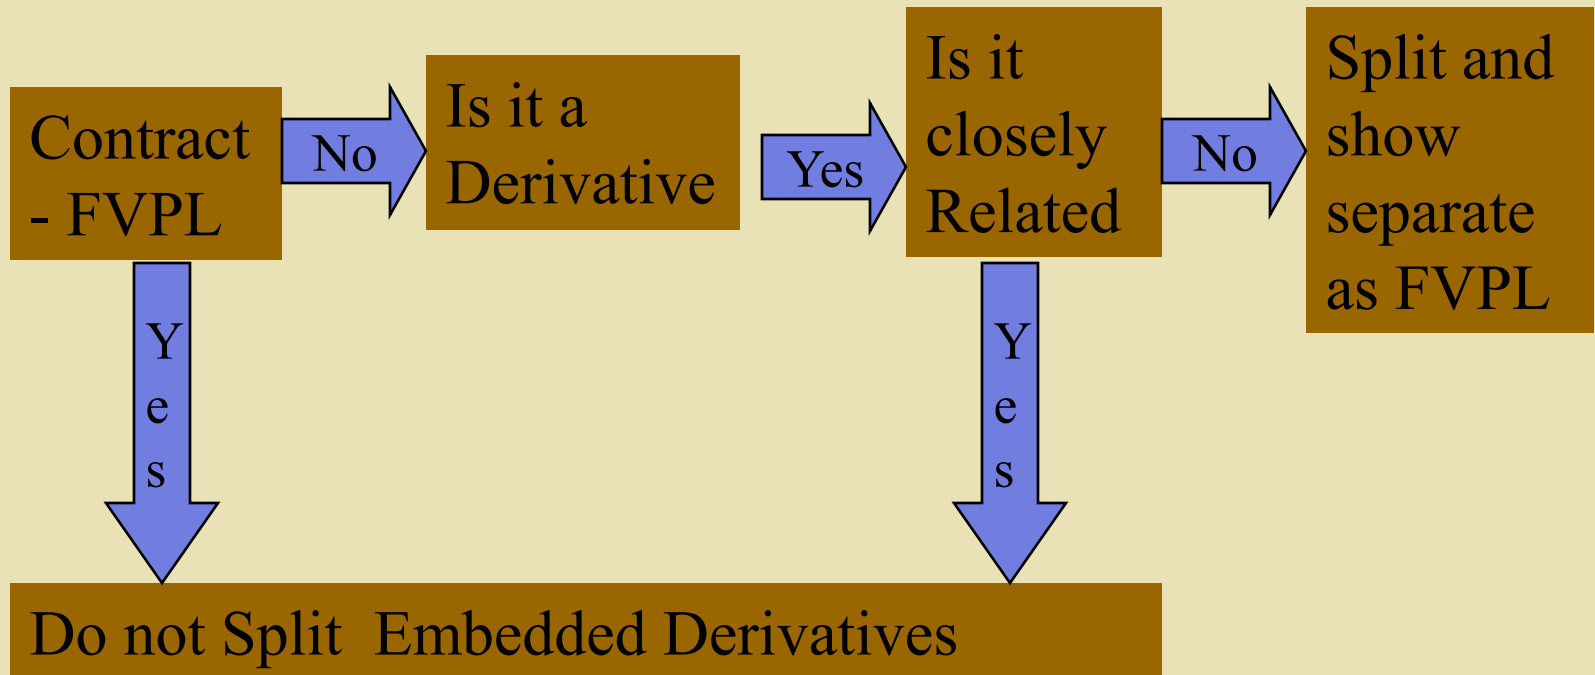 Contract
- FVPL
No
Is it a
Derivative
Yes
Is it
closely
Related
No
Split and
show
separate
as FVPL
Y
e
s
Y
e
s
Do not Split  Embedded Derivatives